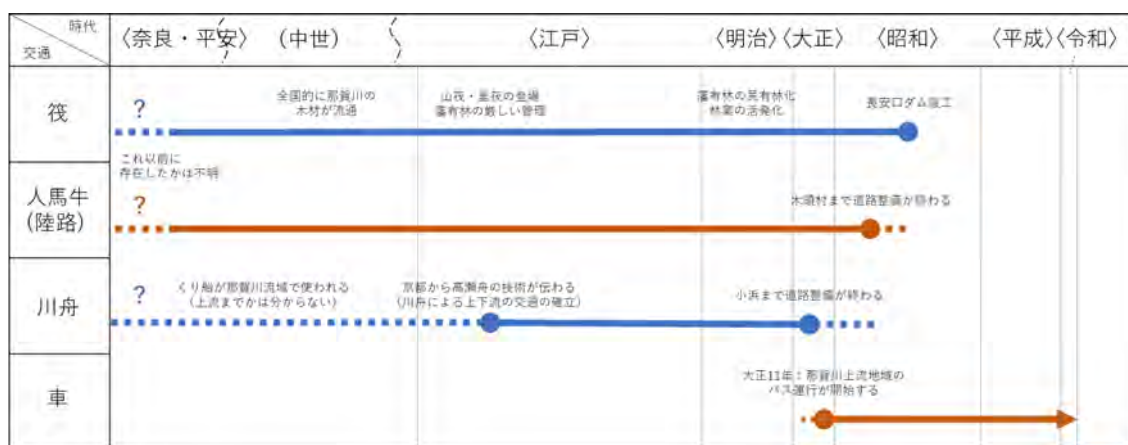 時代
交通
〈奈良・平安〉
(中世)
〈江戸〉
〈明治〉
〈大正〉
〈昭和〉
〈平成〉
〈令和〉
筏
?
全国的に那賀川の
木材が流通
山筏・里筏の登場
藩有林の厳しい管理
藩有林の民有林化
林業の活発化
長安口ダム竣工
人馬牛
(陸路)
これ以前に
存在したかは不明
?
木頭村まで道路整備が終わる
川舟
?
くり船が那賀川流域で使われる
(上流までかは分からない)
京都から高瀬舟の技術が伝わる
(川舟による上下流の交通の確立)
小浜まで道路整備が終わる
車
大正11年:那賀川上流地域の
バス運行が開始する